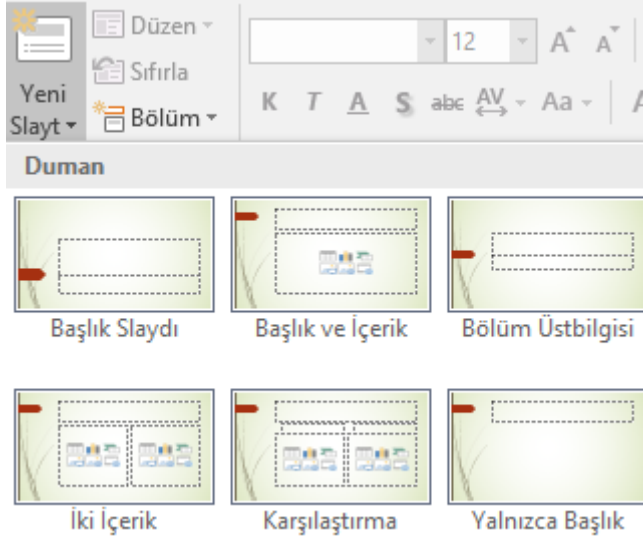 Yeni
Slayt
Düzen
Sıfırla
Bölüm
12
A A
K T A S abc AV Aa A
Duman
Başlık Slaydı
Başlık ve İçerik
Bölüm Üstbilgisi
İki İçerik
Karşılaştırma
Yalnızca Başlık